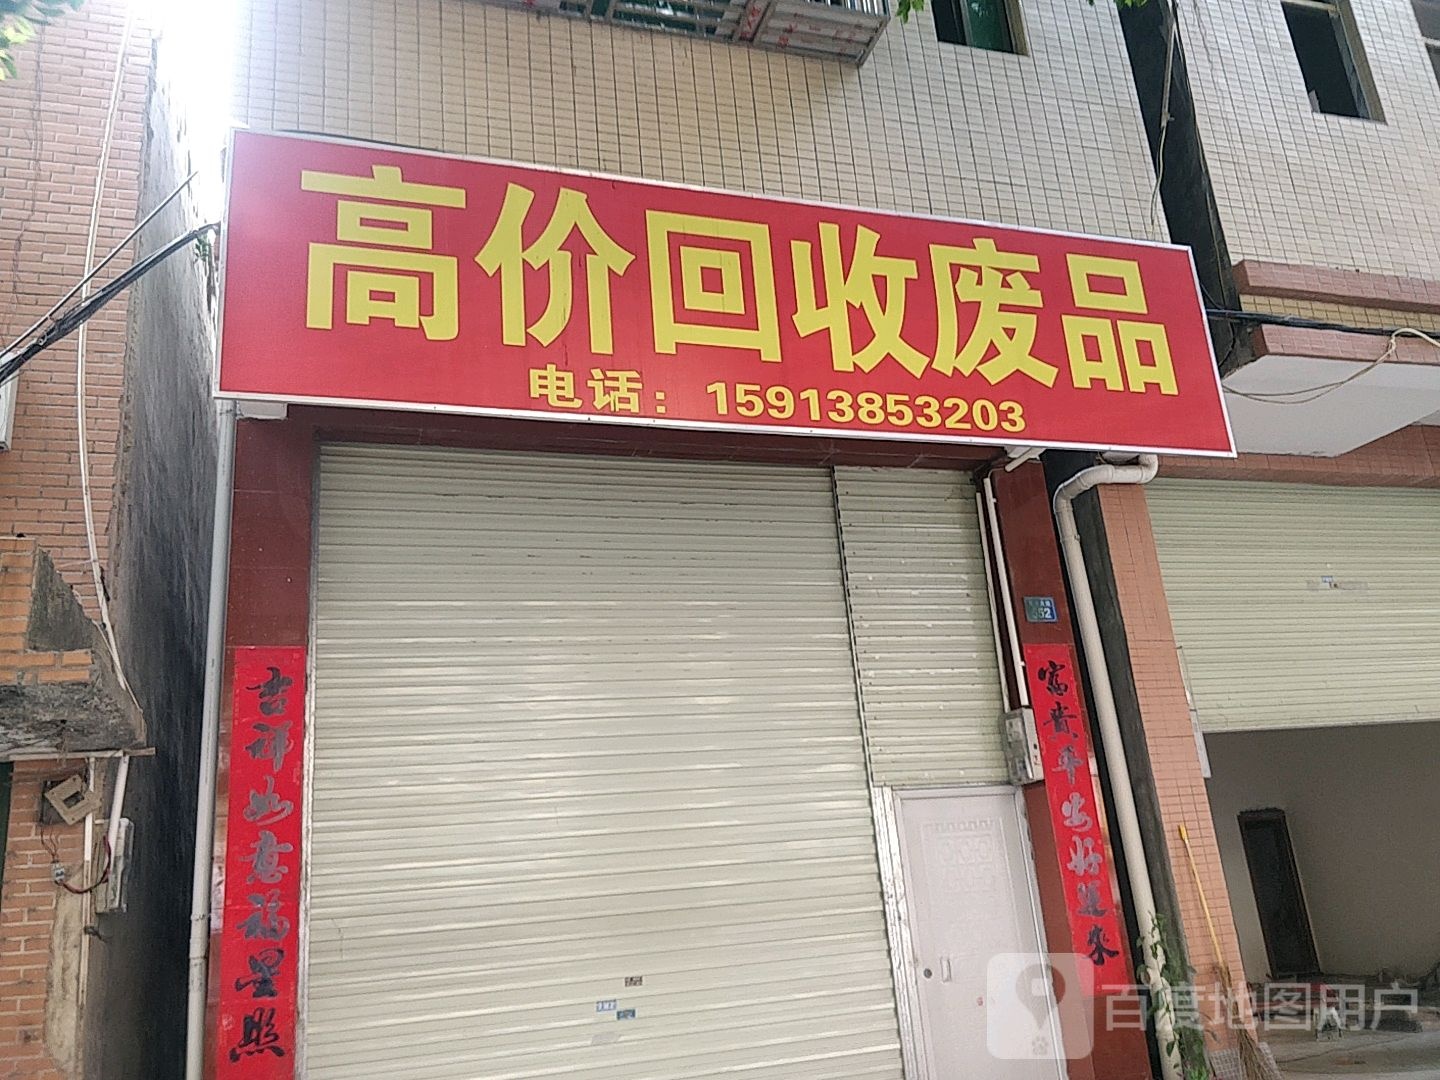 高价回收废品
电话：15913853203
吉祥如意福星照
富贵平安好运来
百度地图用户